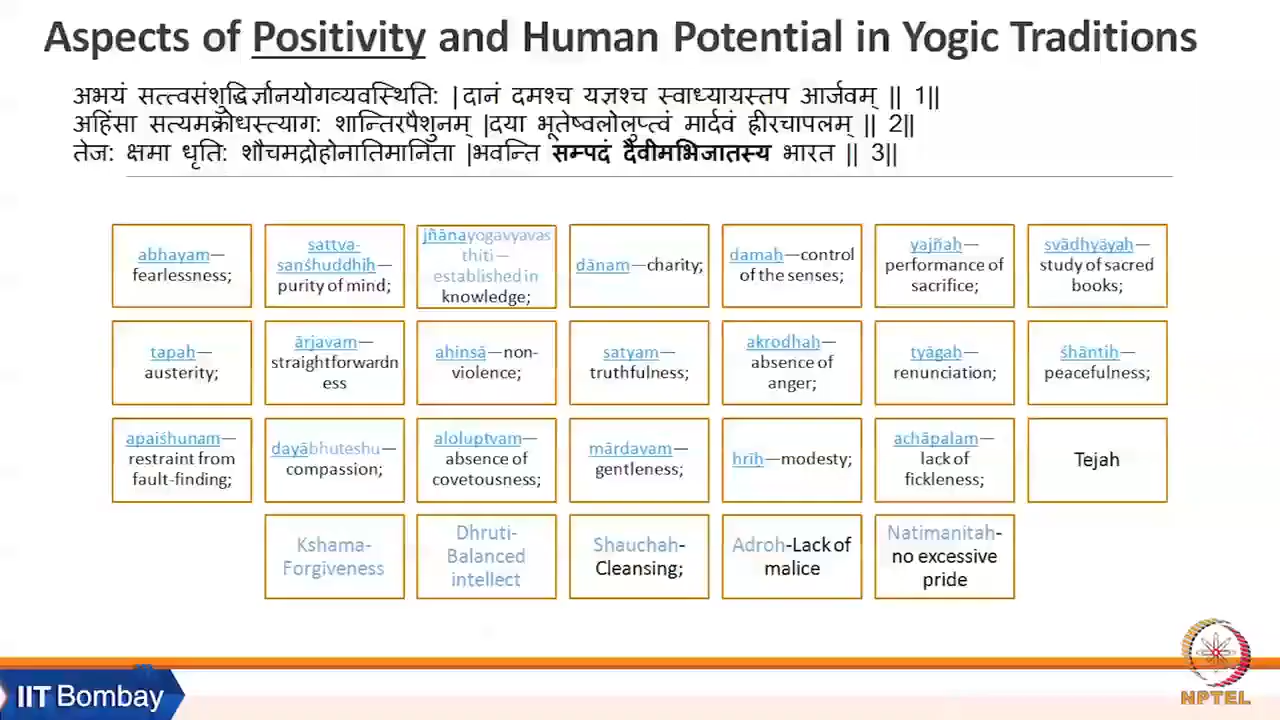 Aspects of Positivity and Human Potential in Yogic Traditions
अभयं सत्त्वसंशुद्धिर्ज्ञानयोगव्यवस्थिति: |दानं दमश्च यज्ञश्च स्वाध्यायस्तप आर्जवम् || 1||
अहिंसा सत्यमक्रोधस्त्याग: शान्तिरपैशुनम् |दया भूतेष्वलोलुप्त्वं मार्दवं ह्रीरचापलम् || 2||
तेज: क्षमा धृति: शौचमद्रोहोनातिमानिता |भवन्ति सम्पदं दैवीमभिजातस्य भारत || 3||
abhayam—
fearlessness;
sattva-
sanśhuddhiḥ—
purity of mind;
jñānayogavyavas
thiti—
established in
knowledge;
dānam—charity;
damaḥ—control
of the senses;
yajñaḥ—
performance of
sacrifice;
svādhyāyaḥ—
study of sacred
books;
tapaḥ—
austerity;
ārjavam—
straightforwardn
ess
ahinsā—non-
violence;
satyam—
truthfulness;
akrodhaḥ—
absence of
anger;
tyāgaḥ—
renunciation;
śhāntiḥ—
peacefulness;
apaiśhunam—
restraint from
fault-finding;
dayābhuteshu—
compassion;
aloluptvam—
absence of
covetousness;
mārdavam—
gentleness;
hrīḥ—modesty;
achāpalam—
lack of
fickleness;
Tejah
Kshama-
Forgiveness
Dhruti-
Balanced
intellect
Shauchah-
Cleansing;
Adroh-Lack of
malice
Natimanitah-
no excessive
pride
IIT Bombay
NPTEL